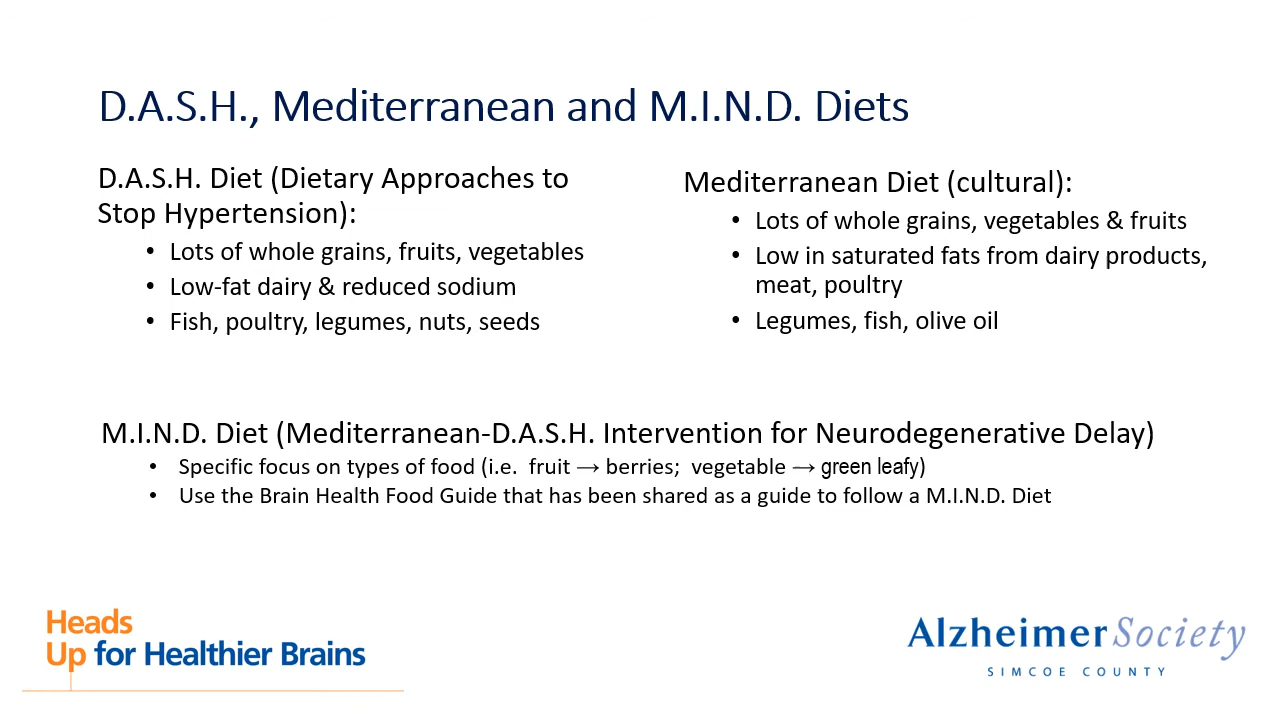 D.A.S.H., Mediterranean and M.I.N.D. Diets
D.A.S.H. Diet (Dietary Approaches to
Stop Hypertension):
• Lots of whole grains, fruits, vegetables
• Low-fat dairy & reduced sodium
• Fish, poultry, legumes, nuts, seeds
Mediterranean Diet (cultural):
• Lots of whole grains, vegetables & fruits
• Low in saturated fats from dairy products,
meat, poultry
• Legumes, fish, olive oil
M.I.N.D. Diet (Mediterranean-D.A.S.H. Intervention for Neurodegenerative Delay)
• Specific focus on types of food (i.e. fruit → berries; vegetable → green leafy)
• Use the Brain Health Food Guide that has been shared as a guide to follow a M.I.N.D. Diet
Heads
Up for Healthier Brains
Alzheimer Society
SIMCOE COUNTY